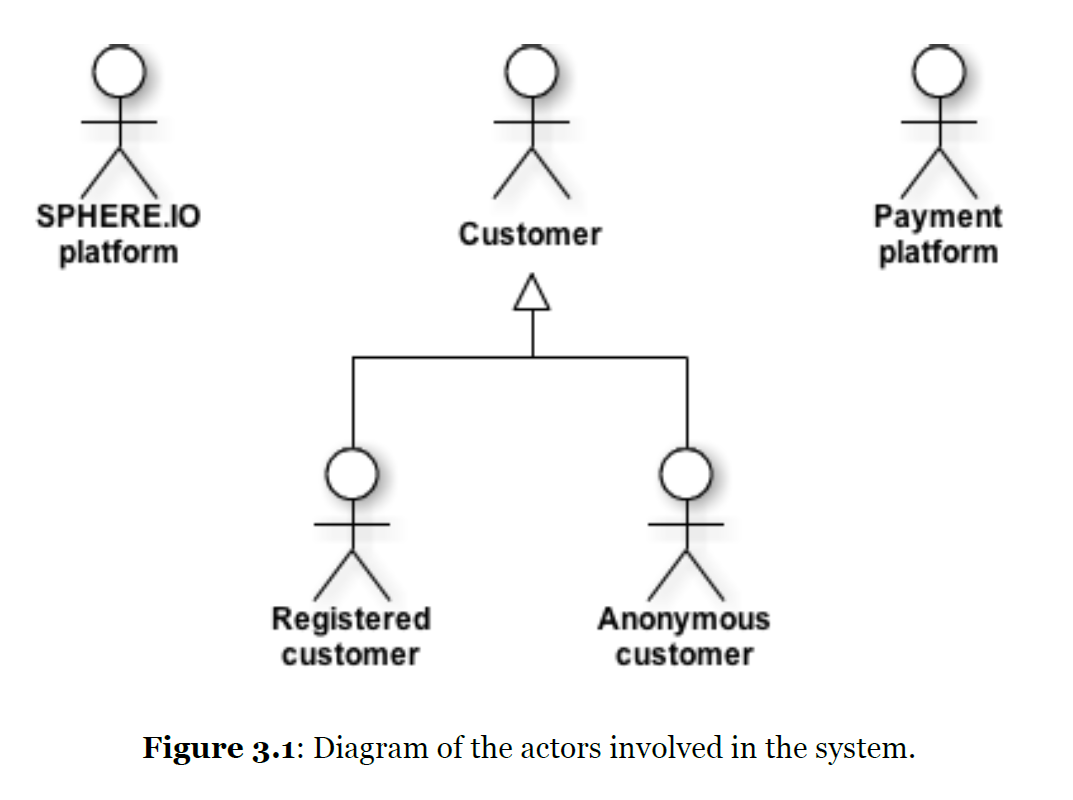 SPHERE.IO
platform
Customer
Payment
platform
Registered
customer
Anonymous
customer
Figure 3.1: Diagram of the actors involved in the system.